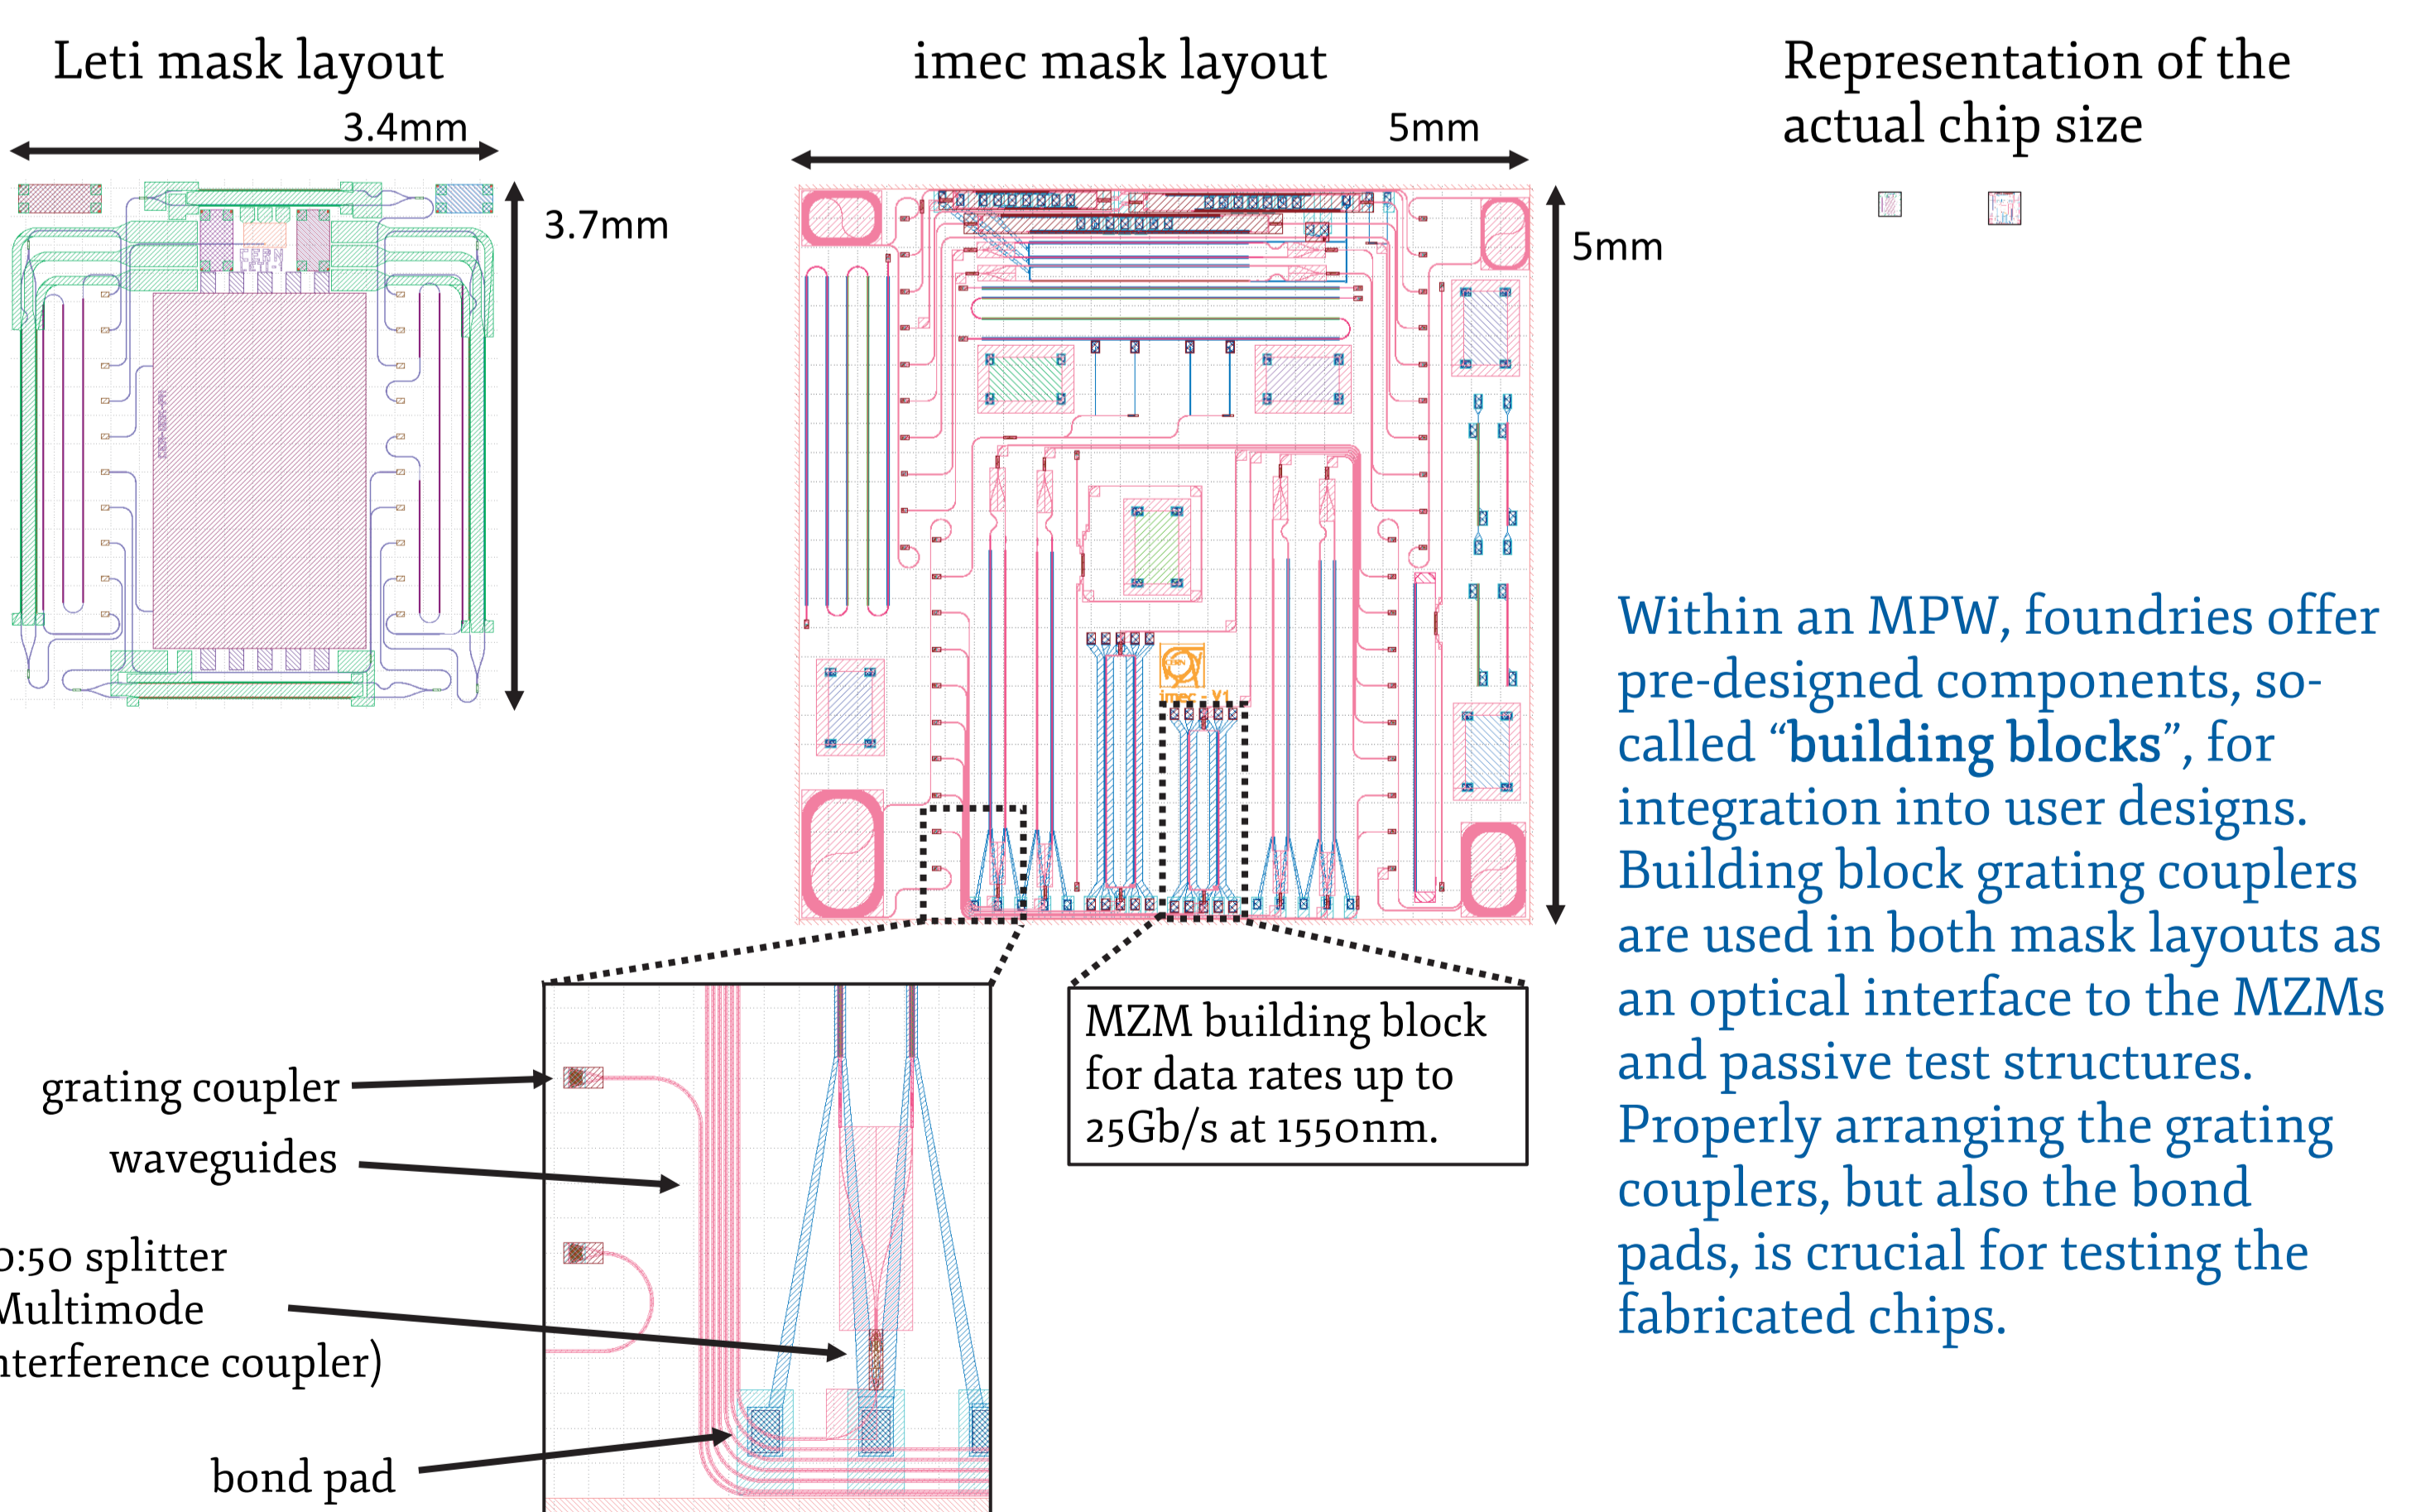 Leti mask layout
3.4mm
3.7mm
imec mask layout
5mm
5mm
CERN
imec - V1
Representation of the
actual chip size
Within an MPW, foundries offer
pre-designed components, so-
called “building blocks”, for
integration into user designs.
Building block grating couplers
are used in both mask layouts as
an optical interface to the MZMs
and passive test structures.
Properly arranging the grating
couplers, but also the bond
pads, is crucial for testing the
fabricated chips.
MZM building block
for data rates up to
25Gb/s at 1550nm.
grating coupler
waveguides
0:50 splitter
Multimode
nterference coupler)
bond pad